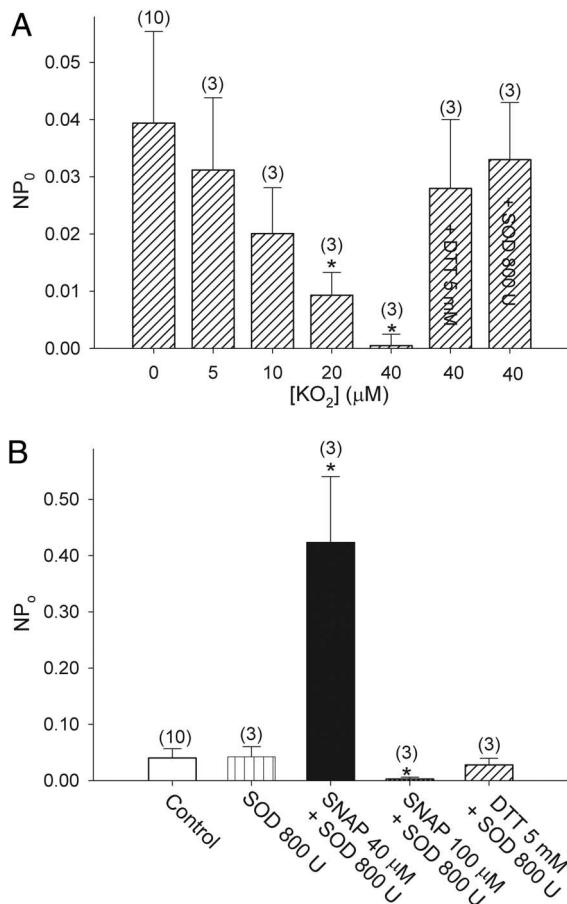 A
NP₀
0.05
0.04
0.03
0.02
0.01
0.00
(10)
(3)
(3)
(3)
*
(3)
*
(3)
(3)
+ DTT 5 mM
+ SOD 800 U
0 5 10 20 40 40 40
[KO₂] (μM)
B
NPₒ
0.50
0.40
0.30
0.20
0.10
0.00
(10)
(3)
(3)
*
(3)
*
(3)
Control
SOD 800 U
SNAP 40 μM
+ SOD 800 U
SNAP 100 μM
+ SOD 800 U
DTT 5 mM
+ SOD 800 U